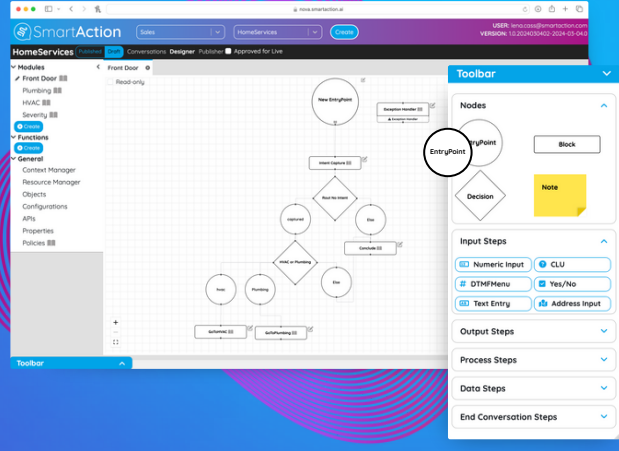 nova.smartaction.ai
SmartAction
Sales
HomeServices
Create
USER: lena.cass@smartaction.com
VERSION: 1.0.2024030402-2024-03-04.0
HomeServices
Published
Draft
Conversations
Designer
Publisher
Approved for Live
Modules
Front Door
Plumbing
HVAC
Severity
Create
Functions
Create
General
Context Manager
Resource Manager
Objects
Configurations
APIs
Properties
Policies
Toolbar
Front Door
Read-only
New EntryPoint
Exception Handler
Exception Handler
Intent Capture
Root No Intent
captured
Else
Conclude
HVAC or Plumbing
hvac
Plumbing
Else
GoToHVAC
GoToPlumbing
Toolbar
Nodes
EntryPoint
tryPoint
Block
Decision
Note
Input Steps
Numeric Input
CLU
DTMFMenu
Yes/No
Text Entry
Address Input
Output Steps
Process Steps
Data Steps
End Conversation Steps